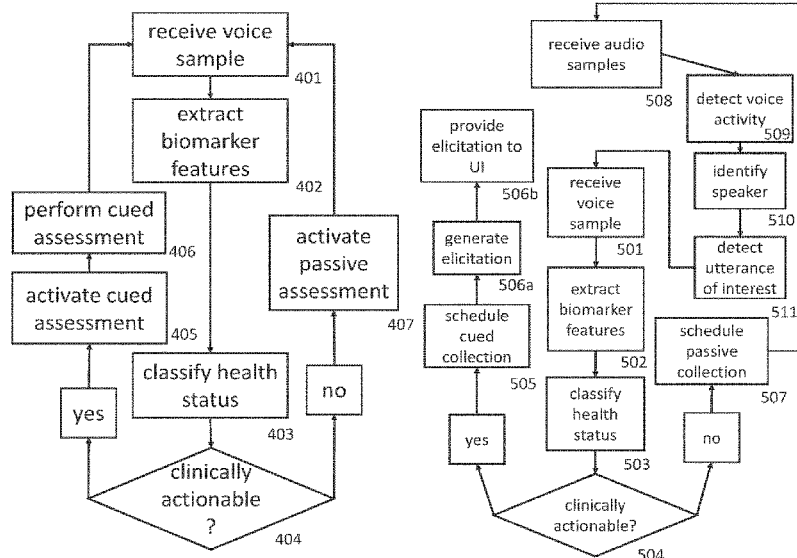 receive voice
sample
401
extract
biomarker
features
402
perform cued
assessment
406
activate
passive
assessment
407
activate cued
assessment
405
classify health
status
403
yes
no
clinically
actionable
?
404
receive audio
samples
508
detect voice
activity
509
provide
elicitation to
UI
506b
receive
voice
sample
501
identify
speaker
510
generate
elicitation
506a
detect
utterance
of interest
511
extract
biomarker
features
502
schedule
cued
collection
505
schedule
passive
collection
507
classify
health
status
503
yes
no
clinically
actionable?
504